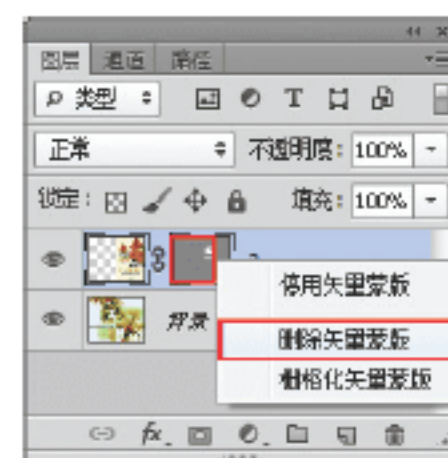 图层 通道 路径
类型
正常 不透明度: 100%
锁定: 填充: 100%
停用矢量蒙版
背景
删除矢量蒙版
栅格化矢量蒙版
fx.